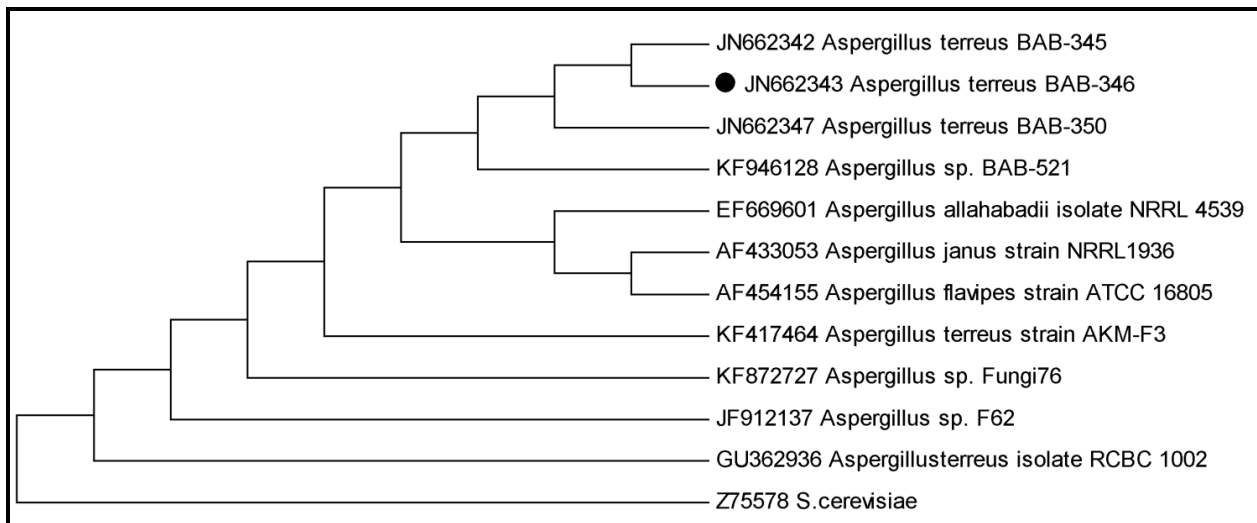 JN662342 Aspergillus terreus BAB-345
JN662343 Aspergillus terreus BAB-346
JN662347 Aspergillus terreus BAB-350
KF946128 Aspergillus sp. BAB-521
EF669601 Aspergillus allahabadii isolate NRRL 4539
AF433053 Aspergillus janus strain NRRL1936
AF454155 Aspergillus flavipes strain ATCC 16805
KF417464 Aspergillus terreus strain AKM-F3
KF872727 Aspergillus sp. Fungi76
JF912137 Aspergillus sp. F62
GU362936 Aspergillusterreus isolate RCBC 1002
Z75578 S.cerevisiae